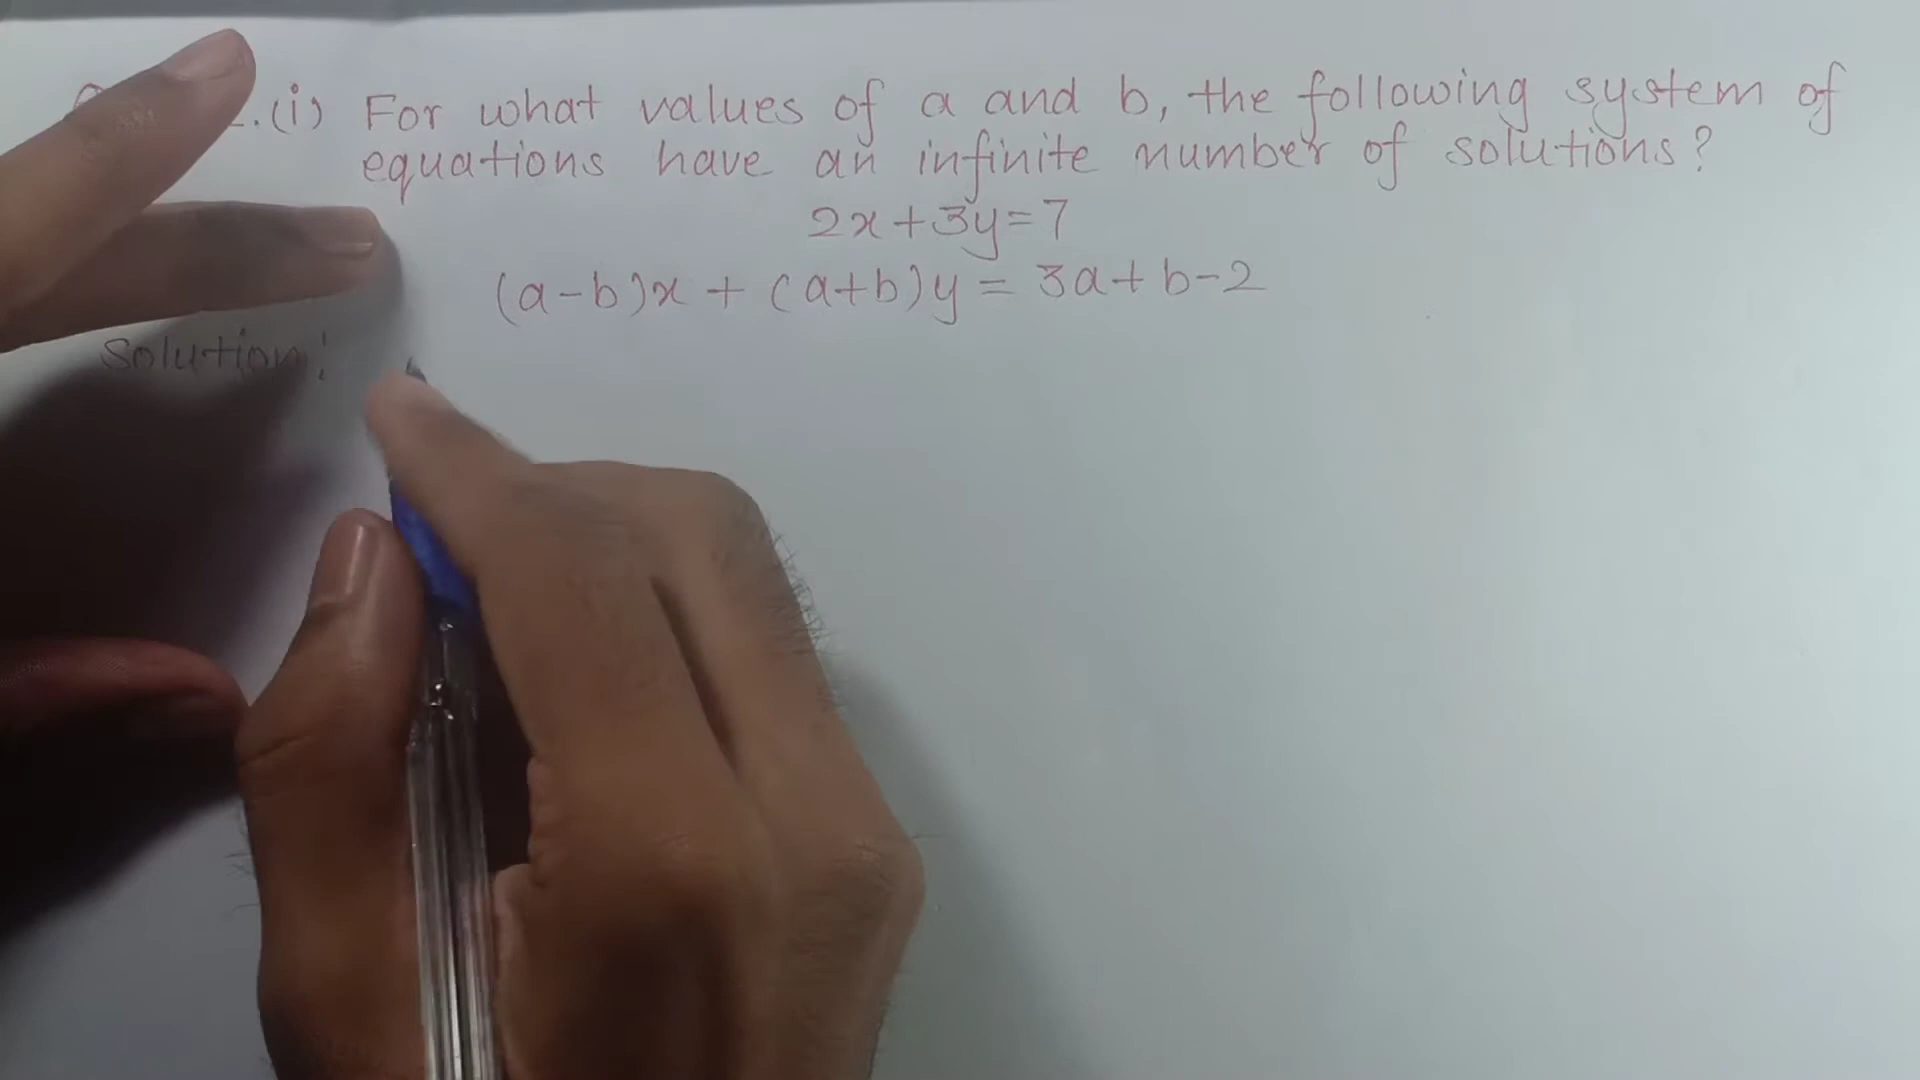 .(i) For what values of a and b, the following system of
equations have an infinite number of solutions?
2x+3y=7
(a-b)x + (a+b)y = 3a+b-2
Solution: